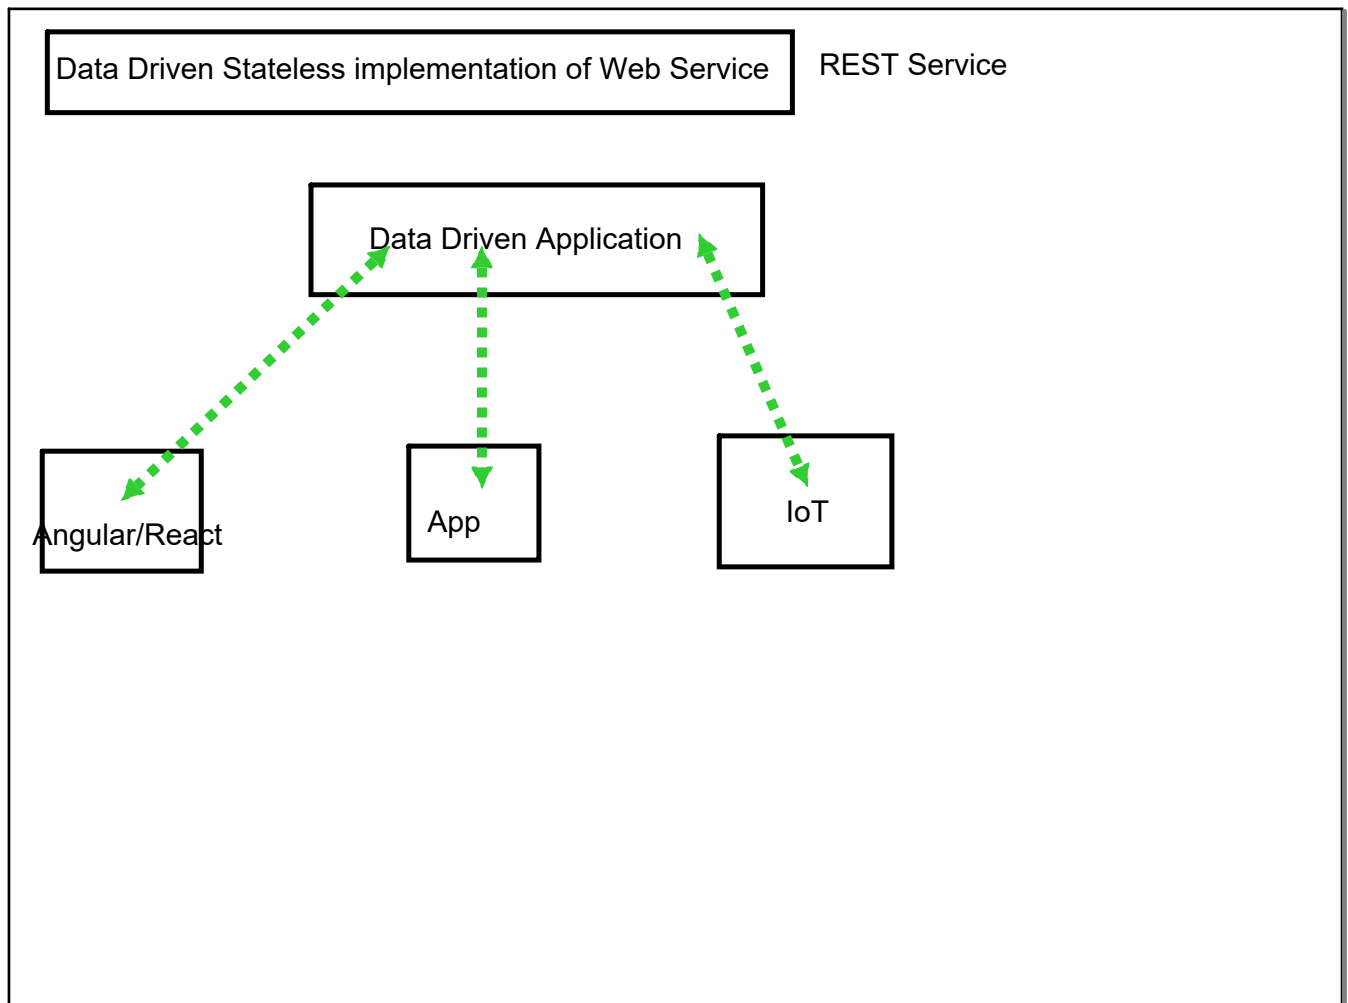 Data Driven Stateless implementation of Web Service
REST Service
Data Driven Application
Angular/React
App
IoT